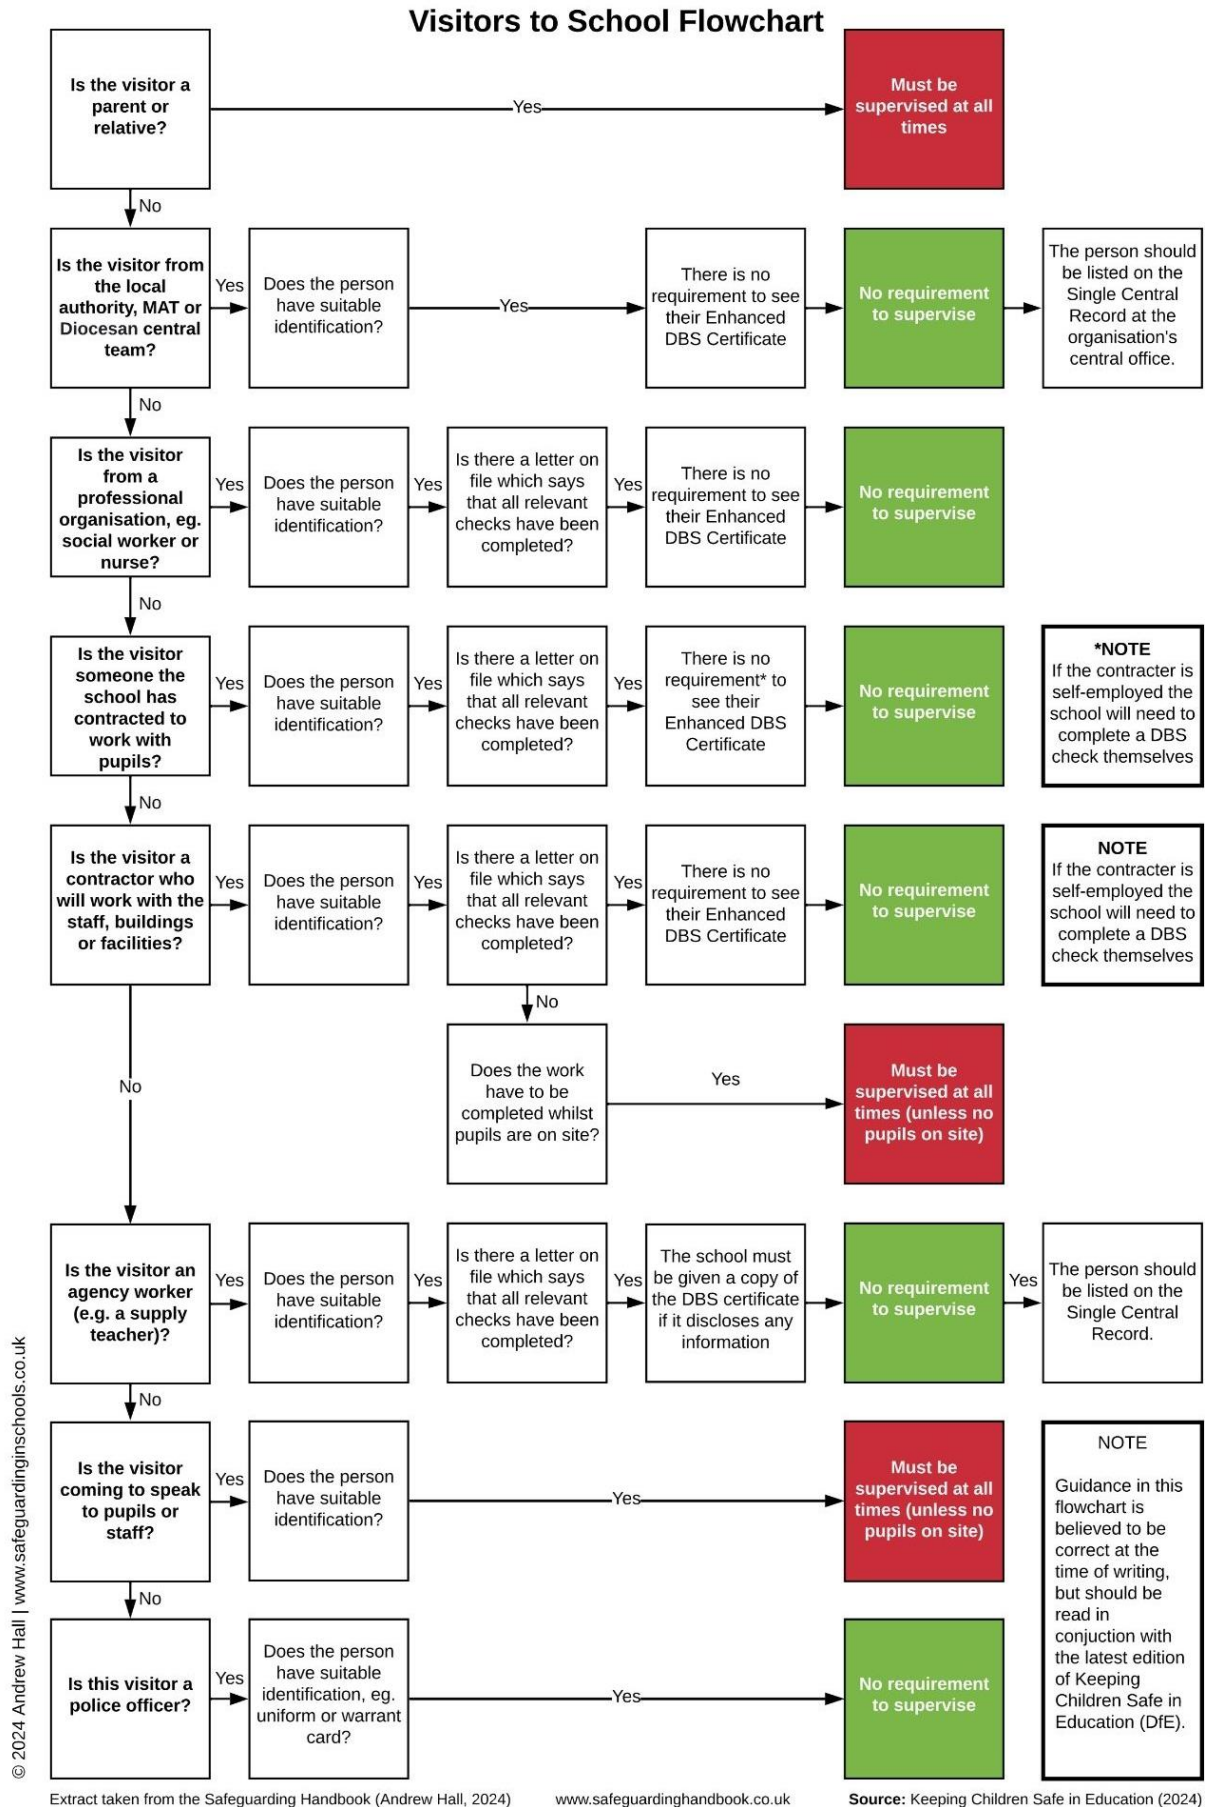 Visitors to School Flowchart
Is the visitor a
parent or
relative?
Yes
Must be
supervised at all
times
No
Is the visitor from
the local
authority, MAT or
Diocesan central
team?
Yes
Does the person
have suitable
identification?
Yes
There is no
requirement to see
their Enhanced
DBS Certificate
No requirement
to supervise
The person should
be listed on the
Single Central
Record at the
organisation's
central office.
No
Is the visitor
from a
professional
organisation, eg.
social worker or
nurse?
Yes
Does the person
have suitable
identification?
Yes
Is there a letter on
file which says
that all relevant
checks have been
completed?
Yes
There is no
requirement to see
their Enhanced
DBS Certificate
No requirement
to supervise
No
Is the visitor
someone the
school has
contracted to
work with
pupils?
Yes
Does the person
have suitable
identification?
Yes
Is there a letter on
file which says
that all relevant
checks have been
completed?
Yes
There is no
requirement* to
see their
Enhanced DBS
Certificate
No requirement
to supervise
*NOTE
If the contracter is
self-employed the
school will need to
complete a DBS
check themselves
No
Is the visitor a
contractor who
will work with the
staff, buildings
or facilities?
Yes
Does the person
have suitable
identification?
Yes
Is there a letter on
file which says
that all relevant
checks have been
completed?
Yes
There is no
requirement to see
their Enhanced
DBS Certificate
No requirement
to supervise
NOTE
If the contracter is
self-employed the
school will need to
complete a DBS
check themselves
No
Does the work
have to be
completed whilst
pupils are on site?
Yes
Must be
supervised at all
times (unless no
pupils on site)
No
Is the visitor an
agency worker
(e.g. a supply
teacher)?
Yes
Does the person
have suitable
identification?
Yes
Is there a letter on
file which says
that all relevant
checks have been
completed?
Yes
The school must
be given a copy of
the DBS certificate
if it discloses any
information
No requirement
to supervise
Yes
The person should
be listed on the
Single Central
Record.
No
Is the visitor
coming to speak
to pupils or
staff?
Yes
Does the person
have suitable
identification?
Yes
Must be
supervised at all
times (unless no
pupils on site)
NOTE
Guidance in this
flowchart is
believed to be
correct at the
time of writing,
but should be
read in
conjuction with
the latest edition
of Keeping
Children Safe in
Education (DfE).
No
Is this visitor a
police officer?
Yes
Does the person
have suitable
identification, eg.
uniform or warrant
card?
Yes
No requirement
to supervise
© 2024 Andrew Hall | www.safeguardinginschools.co.uk
Extract taken from the Safeguarding Handbook (Andrew Hall, 2024)
www.safeguardinghandbook.co.uk
Source: Keeping Children Safe in Education (2024)